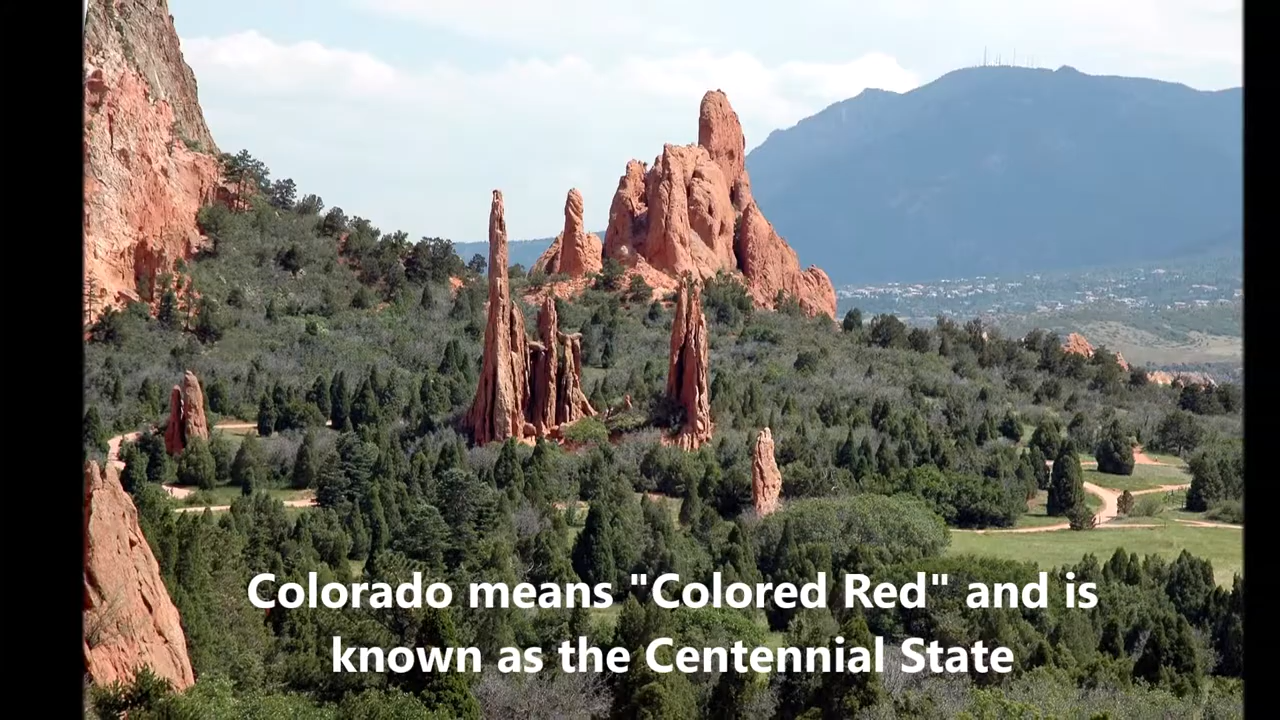 Colorado means "Colored Red" and is
known as the Centennial State